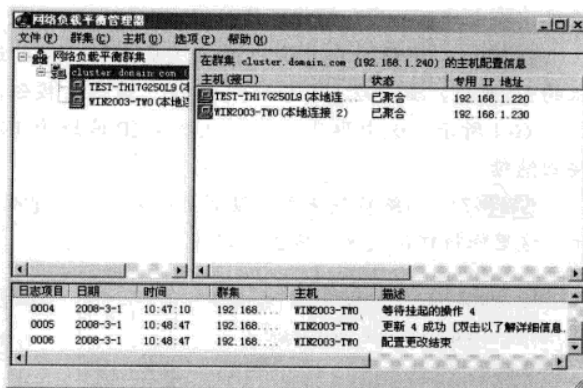 网络负载平衡管理器
文件(F) 群集(C) 主机(O) 选项(P) 帮助(H)
网络负载平衡群集
cluster.domain.com (
TEST-TH17G250L9(本
WIN2003-TWO(本地连
在群集 cluster.domain.com (192.168.1.240) 的主机配置信息
主机(接口) 状态 专用 IP 地址
TEST-TH17G250L9(本地连 已聚合 192.168.1.220
WIN2003-TWO(本地连接 2) 已聚合 192.168.1.230
日志项目 日期 时间 群集 主机 描述
0004 2008-3-1 10:47:10 192.168.... WIN2003-TWO 等待挂起的操作 4
0005 2008-3-1 10:48:47 192.168.... WIN2003-TWO 更新 4 成功 [双击以了解详细信息.
0006 2008-3-1 10:48:47 192.168.... WIN2003-TWO 配置更改结束